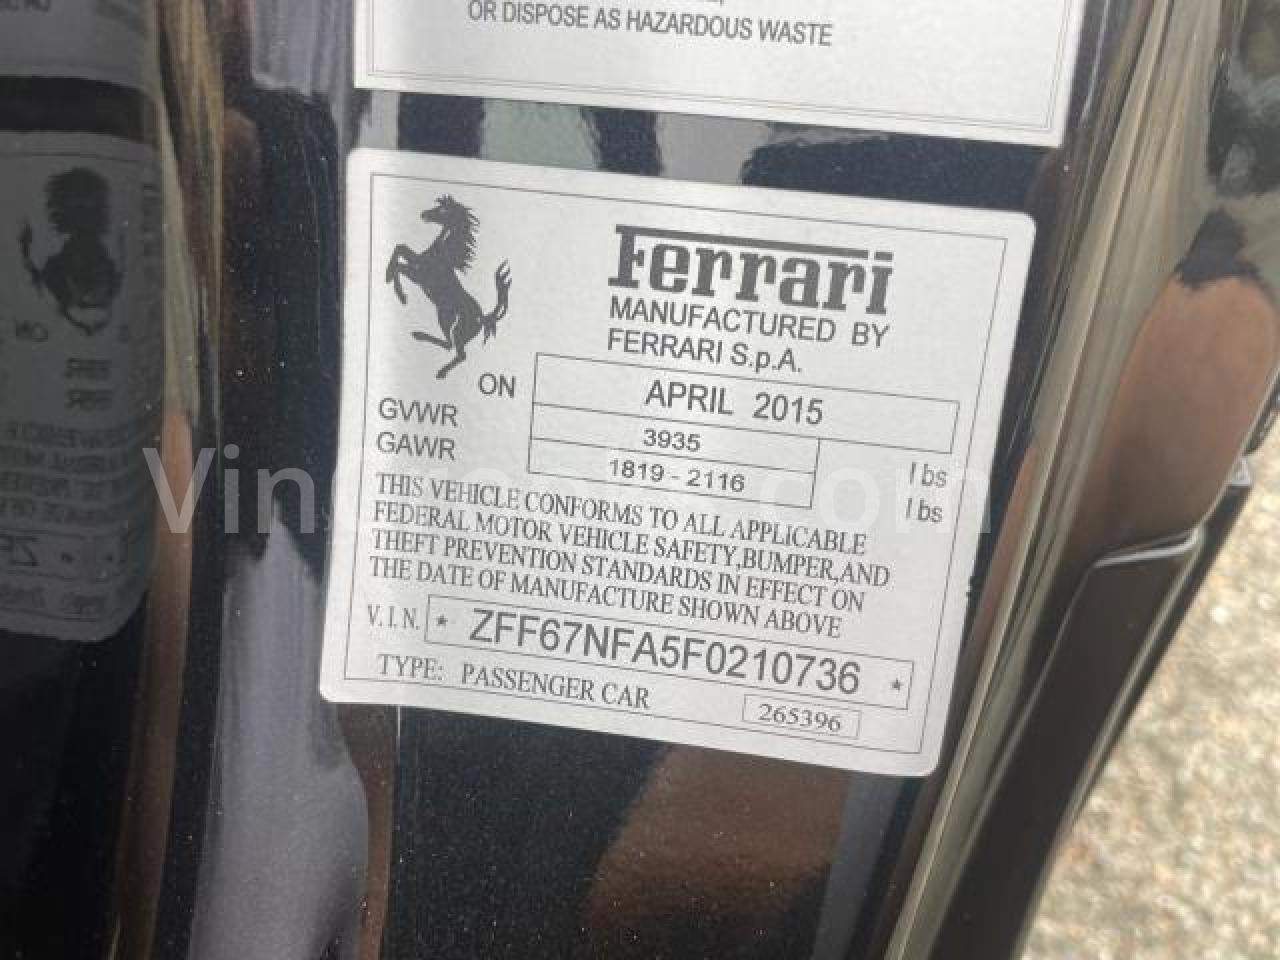 OR DISPOSE AS HAZARDOUS WASTE
Ferrari
MANUFACTURED BY
FERRARI S.p.A.
ON APRIL 2015
GVWR 3935 lbs
GAWR 1819 - 2116 lbs
THIS VEHICLE CONFORMS TO ALL APPLICABLE
FEDERAL MOTOR VEHICLE SAFETY,BUMPER,AND
THEFT PREVENTION STANDARDS IN EFFECT ON
THE DATE OF MANUFACTURE SHOWN ABOVE
V.I.N. * ZFF67NFA5F0210736 *
TYPE: PASSENGER CAR 265396